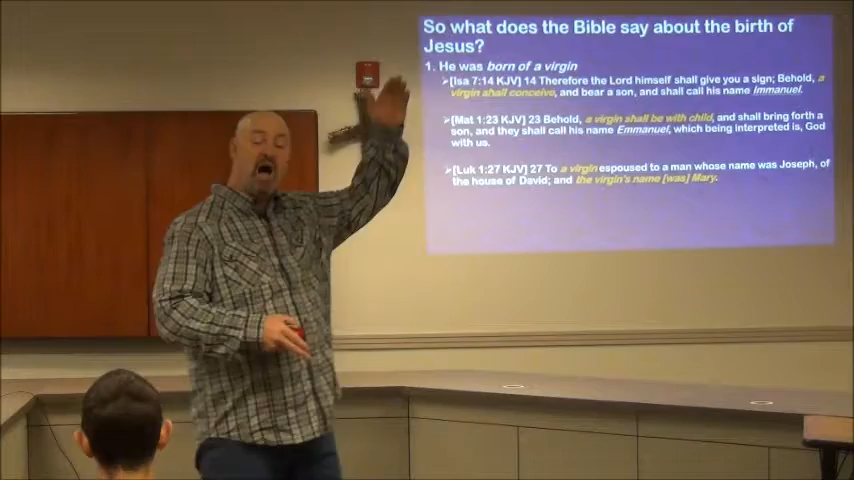 So what does the Bible say about the birth of
Jesus?
1. He was born of a virgin
➤[Isa 7:14 KJV] 14 Therefore the Lord himself shall give you a sign; Behold, a
virgin shall conceive, and bear a son, and shall call his name Immanuel.
➤[Mat 1:23 KJV] 23 Behold, a virgin shall be with child, and shall bring forth a
son, and they shall call his name Emmanuel, which being interpreted is, God
with us.
➤[Luk 1:27 KJV] 27 To a virgin espoused to a man whose name was Joseph, of
the house of David; and the virgin's name [was] Mary.